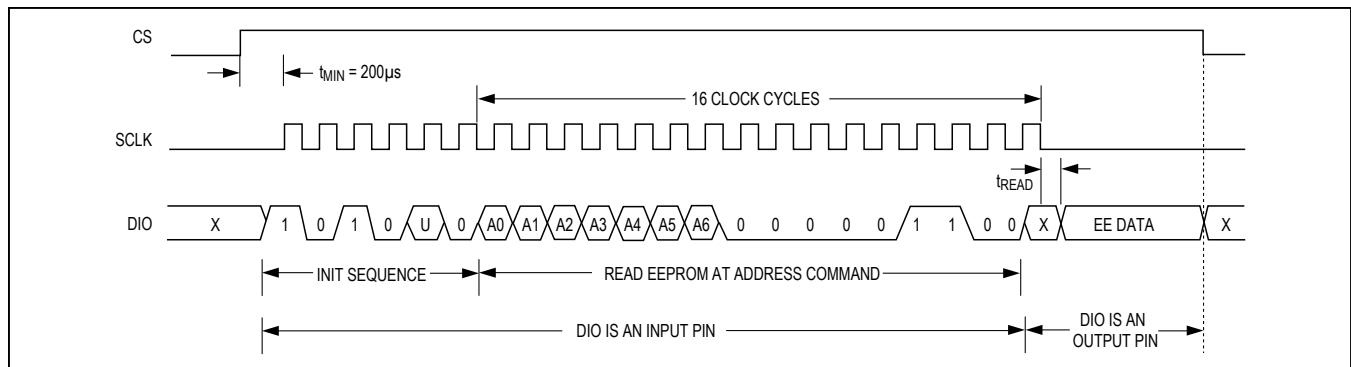 CS
tMIN = 200µs
16 CLOCK CYCLES
SCLK
tREAD
DIO X 1 0 1 0 U 0 A0 A1 A2 A3 A4 A5 A6 0 0 0 0 0 1 1 0 0 X EE DATA X
INIT SEQUENCE READ EEPROM AT ADDRESS COMMAND
DIO IS AN INPUT PIN
DIO IS AN
OUTPUT PIN